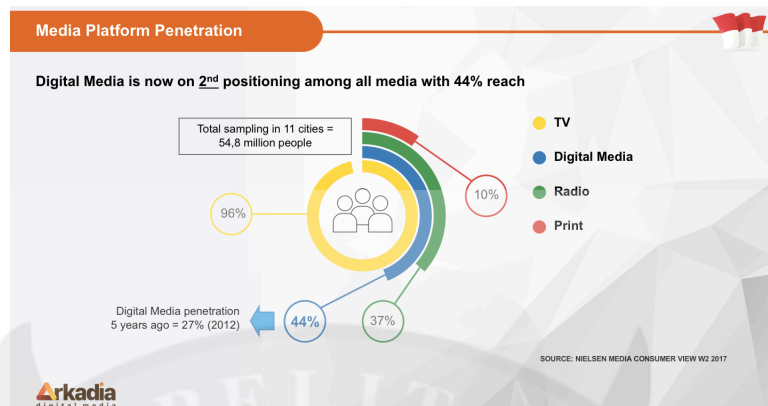 Media Platform Penetration
Digital Media is now on 2nd positioning among all media with 44% reach
Total sampling in 11 cities =
54,8 million people
TV
Digital Media
Radio
Print
96%
10%
Digital Media penetration
5 years ago = 27% (2012)
44%
37%
SOURCE: NIELSEN MEDIA CONSUMER VIEW W2 2017
Arkadia
digital media